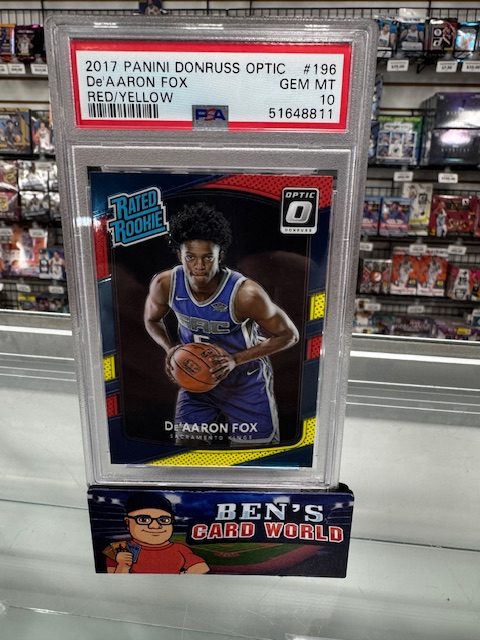 2017 PANINI DONRUSS OPTIC #196
De'AARON FOX GEM MT
RED/YELLOW 10
PSA 51648811
RATED
ROOKIE
OPTIC
DONRUSS
SAC
5
De'AARON FOX
SACRAMENTO KINGS
BEN'S
CARD WORLD